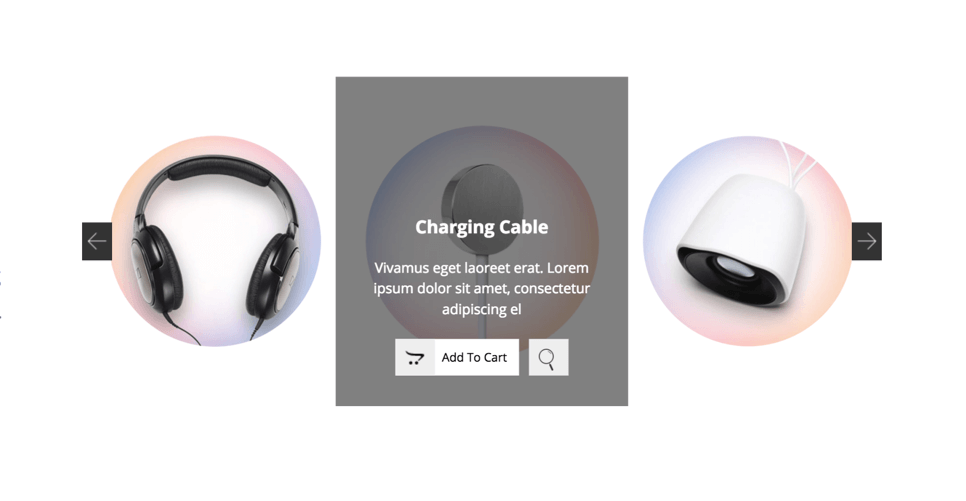 Charging Cable
Vivamus eget laoreet erat. Lorem
ipsum dolor sit amet, consectetur
adipiscing el
Add To Cart